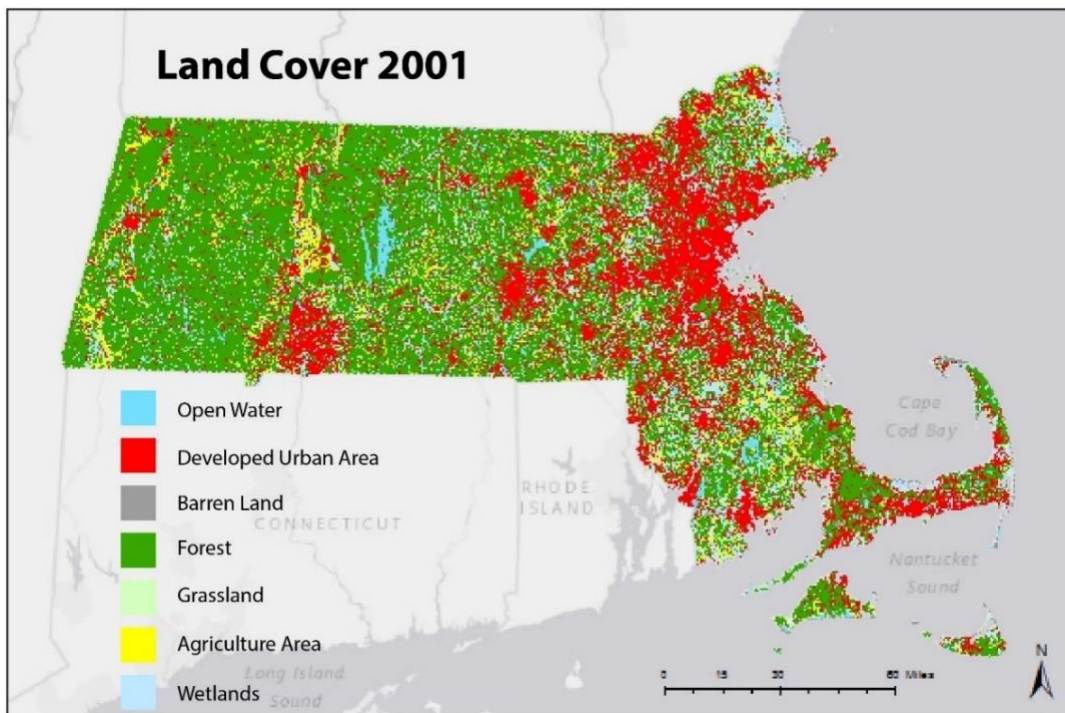 Land Cover 2001
Open Water
Developed Urban Area
Barren Land
Forest
Grassland
Agriculture Area
Wetlands
CONNECTICUT
RHODE
ISLAND
Long Island
Sound
Cape
Cod Bay
Nantucket
Sound
0 15 30 60 Miles
N